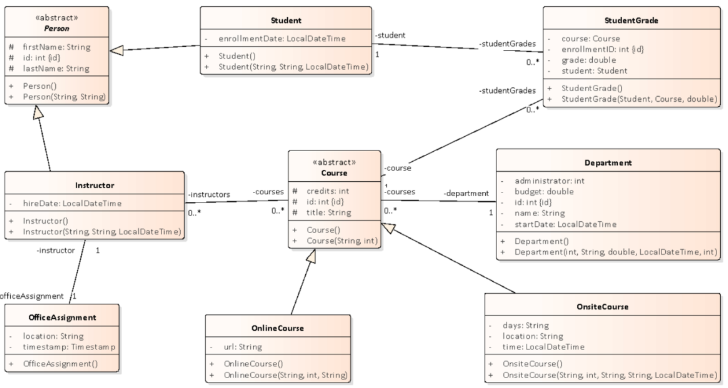 «abstract»
Person
# firstName: String
# id: int {id}
# lastName: String
+ Person()
+ Person(String, String)
Student
- enrollmentDate: LocalDateTime
+ Student()
+ Student(String, String, LocalDateTime)
-student
1
-studentGrades
0..*
StudentGrade
- course: Course
- enrollmentID: int {id}
- grade: double
- student: Student
+ StudentGrade()
+ StudentGrade(Student, Course, double)
-studentGrades
0..*
-course
Instructor
- hireDate: LocalDateTime
+ Instructor()
+ Instructor(String, String, LocalDateTime)
-instructors
0..*
-courses
0..*
«abstract»
Course
# credits: int
# id: int {id}
# title: String
+ Course()
+ Course(String, int)
-courses
0..*
-department
1
Department
- administrator: int
- budget: double
- id: int {id}
- name: String
- startDate: LocalDateTime
+ Department()
+ Department(int, String, double, LocalDateTime, int)
-instructor
1
officeAssignment
1
OfficeAssignment
- location: String
- timestamp: Timestamp
+ OfficeAssignment()
OnlineCourse
- url: String
+ OnlineCourse()
+ OnlineCourse(String, int, String)
OnsiteCourse
- days: String
- location: String
- time: LocalDateTime
+ OnsiteCourse()
+ OnsiteCourse(String, int, String, String, LocalDateTime)